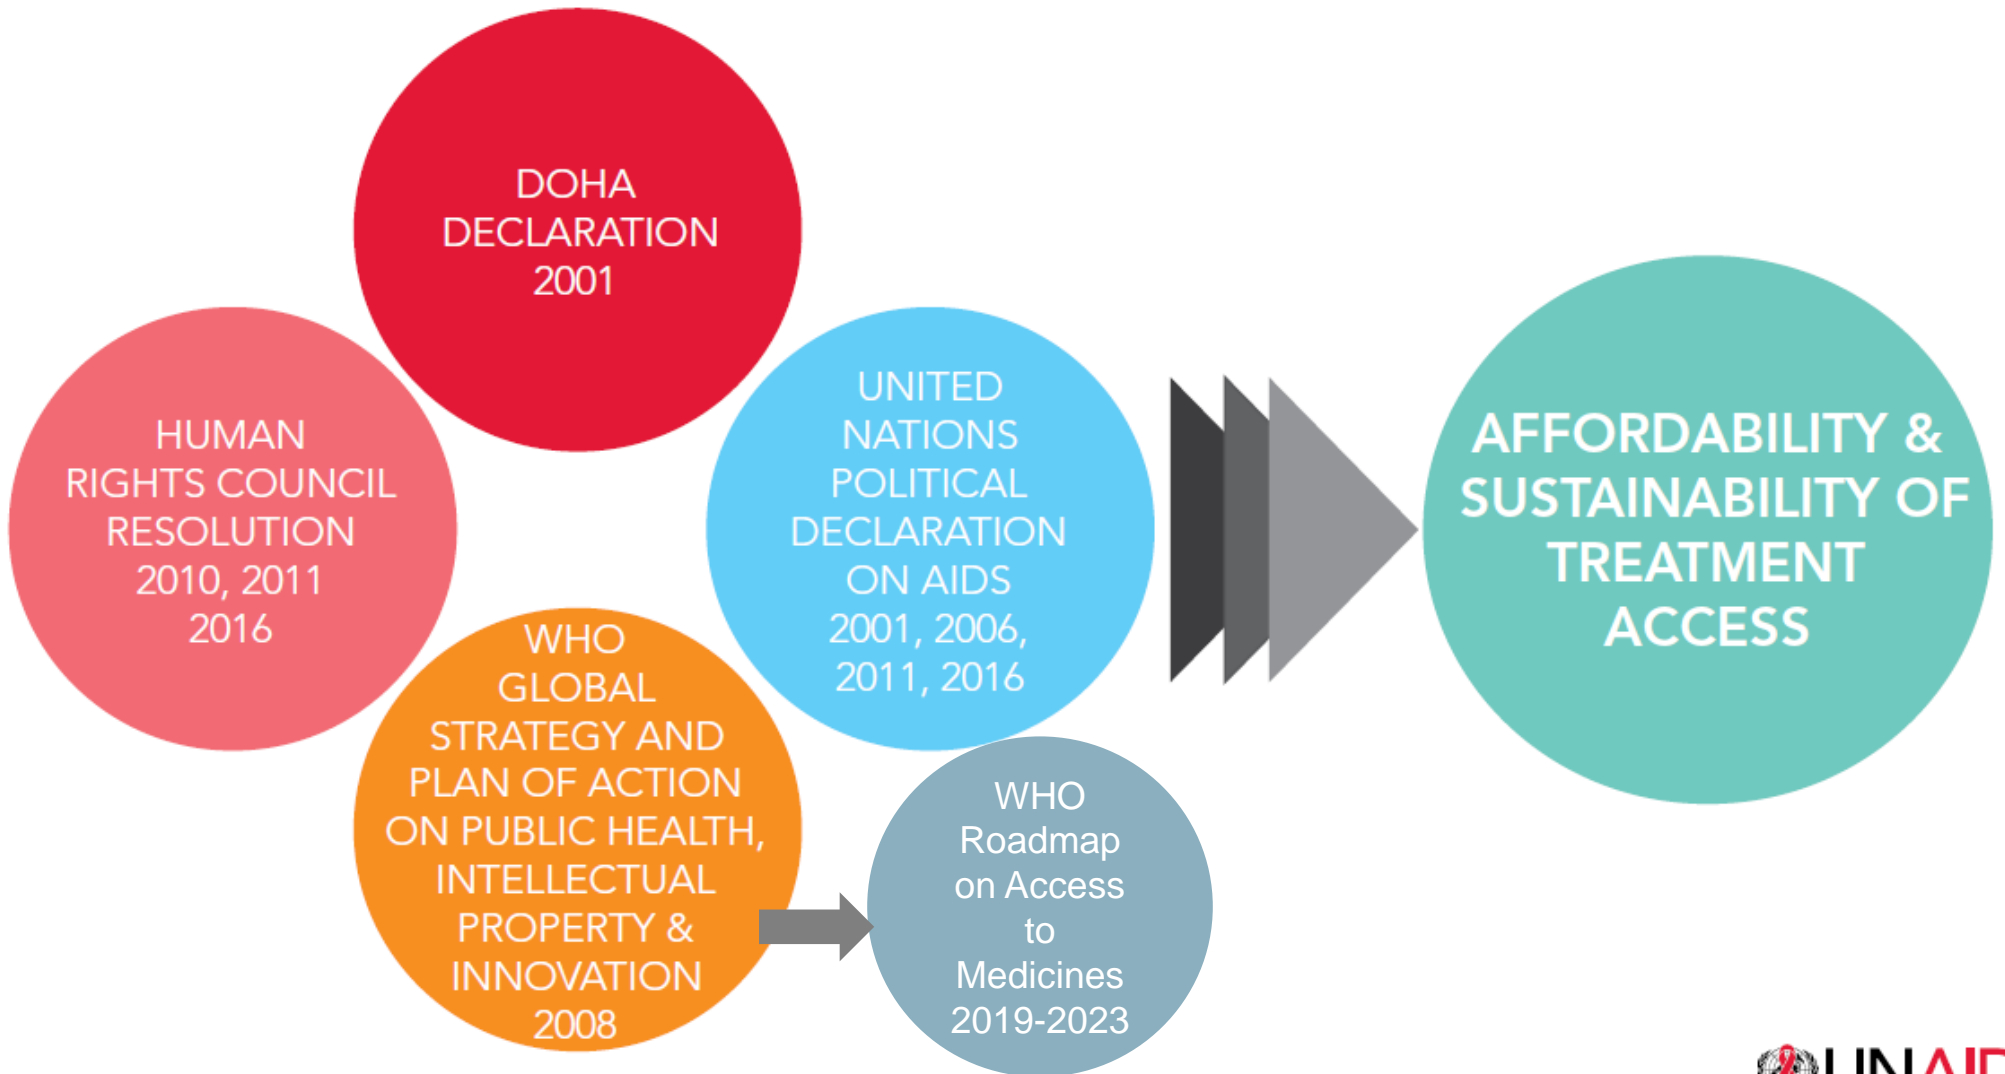 DOHA
DECLARATION
2001
HUMAN
RIGHTS COUNCIL
RESOLUTION
2010, 2011
2016
UNITED
NATIONS
POLITICAL
DECLARATION
ON AIDS
2001, 2006,
2011, 2016
WHO
GLOBAL
STRATEGY AND
PLAN OF ACTION
ON PUBLIC HEALTH,
INTELLECTUAL
PROPERTY &
INNOVATION
2008
WHO
Roadmap
on Access
to
Medicines
2019-2023
AFFORDABILITY &
SUSTAINABILITY OF
TREATMENT
ACCESS